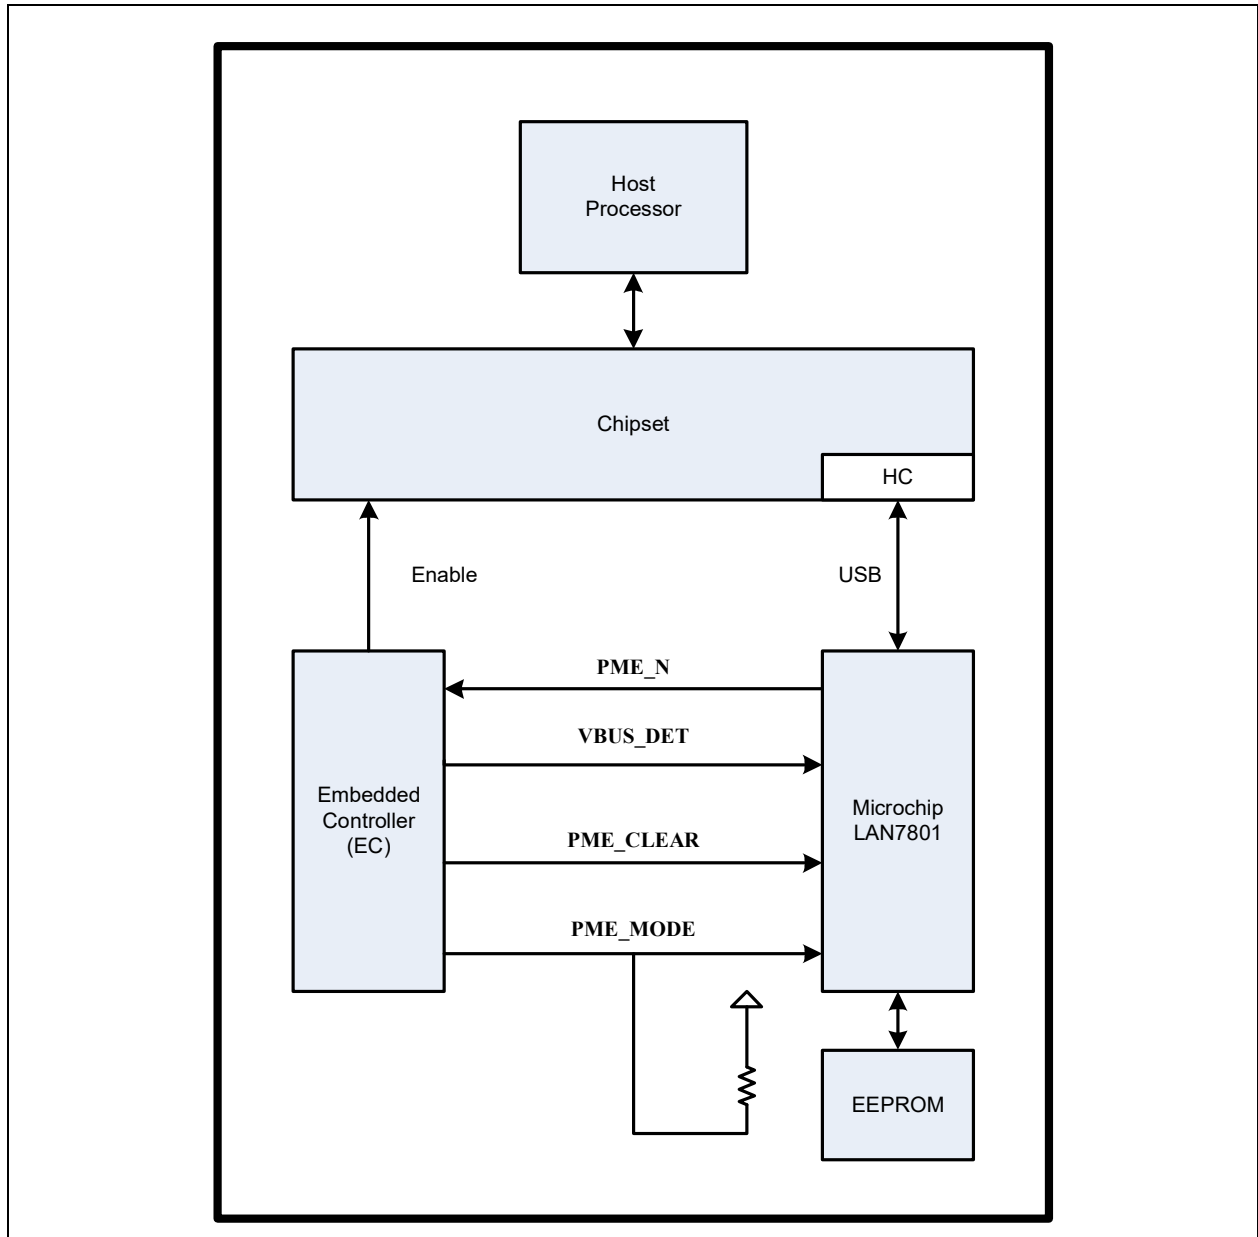 Host
Processor
Chipset
HC
Enable
USB
PME_N
VBUS_DET
Embedded
Controller
(EC)
Microchip
LAN7801
PME_CLEAR
PME_MODE
EEPROM